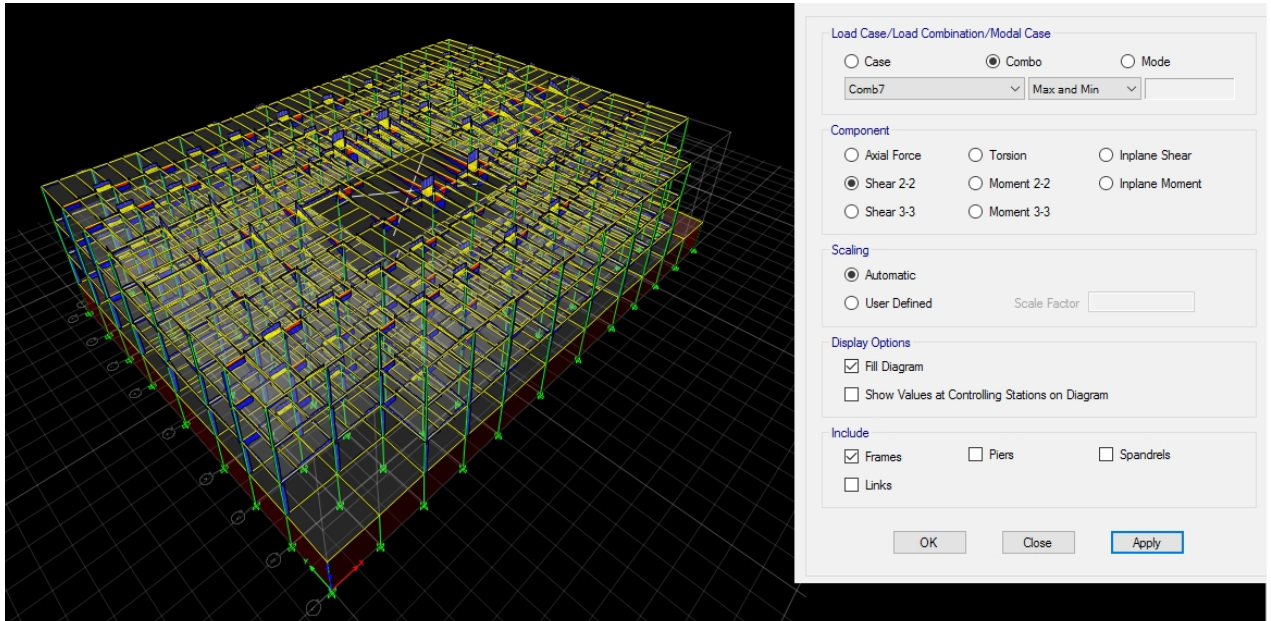 Load Case/Load Combination/Modal Case
Case Combo Mode
Comb7 Max and Min
Component
Axial Force Torsion Inplane Shear
Shear 2-2 Moment 2-2 Inplane Moment
Shear 3-3 Moment 3-3
Scaling
Automatic
User Defined Scale Factor
Display Options
Fill Diagram
Show Values at Controlling Stations on Diagram
Include
Frames Piers Spandrels
Links
OK Close Apply
Y X